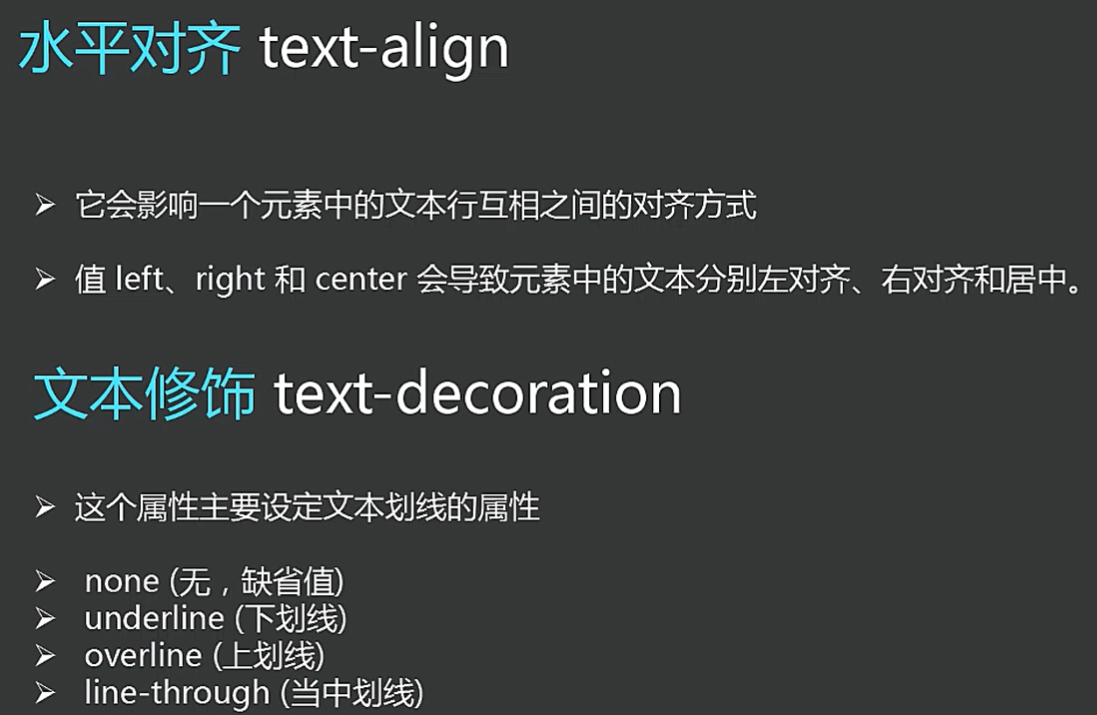 水平对齐 text-align
它会影响一个元素中的文本行互相之间的对齐方式
值 left、right 和 center 会导致元素中的文本分别左对齐、右对齐和居中。
文本修饰 text-decoration
这个属性主要设定文本划线的属性
none (无，缺省值)
underline (下划线)
overline (上划线)
line-through (当中划线)